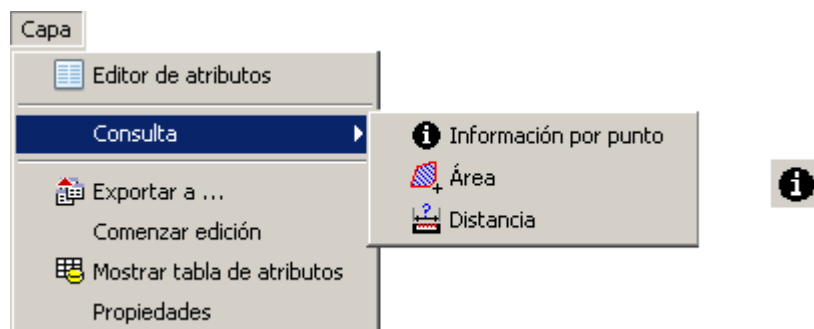 Capa
Editor de atributos
Consulta
Información por punto
Área
Distancia
Exportar a ...
Comenzar edición
Mostrar tabla de atributos
Propiedades